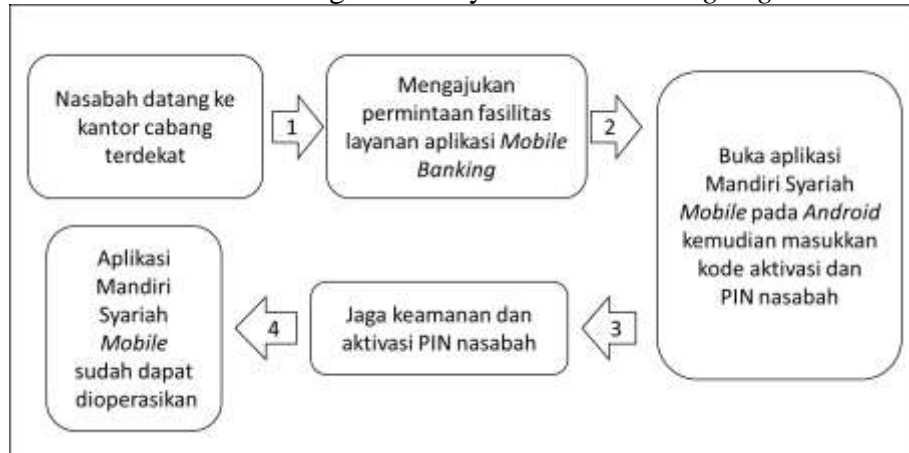 Nasabah datang ke
kantor cabang
terdekat
1
Mengajukan
permintaan fasilitas
layanan aplikasi Mobile
Banking
2
Buka aplikasi
Mandiri Syariah
Mobile pada Android
kemudian masukkan
kode aktivasi dan
PIN nasabah
3
Jaga keamanan dan
aktivasi PIN nasabah
4
Aplikasi
Mandiri
Syariah
Mobile
sudah dapat
dioperasikan